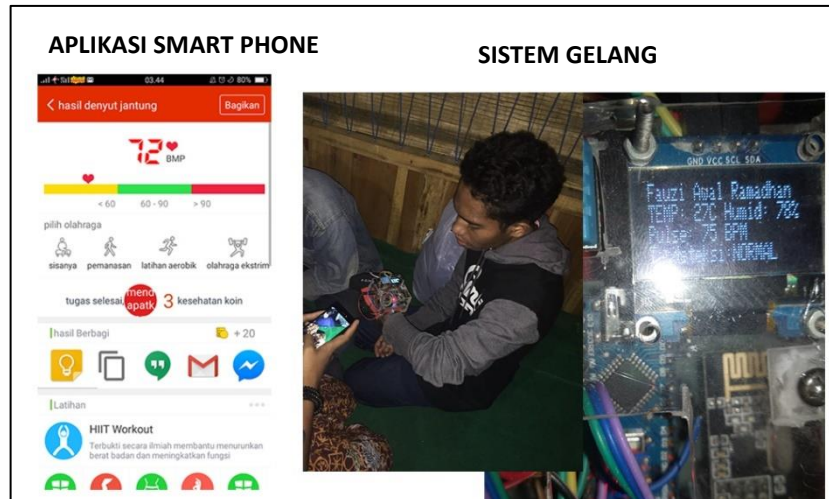 APLIKASI SMART PHONE
SISTEM GELANG
03.44
80%
hasil denyut jantung
Bagikan
72
BMP
< 60
60 - 90
> 90
pilih olahraga
sisanya
pemanasan
latihan aerobik
olahraga ekstrim
tugas selesai,
mend
apatk
3 kesehatan koin
hasil Berbagi
+ 20
Latihan
HIIT Workout
Terbukti secara ilmiah membantu menurunkan
berat badan dan meningkatkan fungsi
GND VCC SCL SDA
Fauzi Awal Ramadhan
TEMP: 27C Humid: 78%
Pulse: 75 BPM
:NORMAL